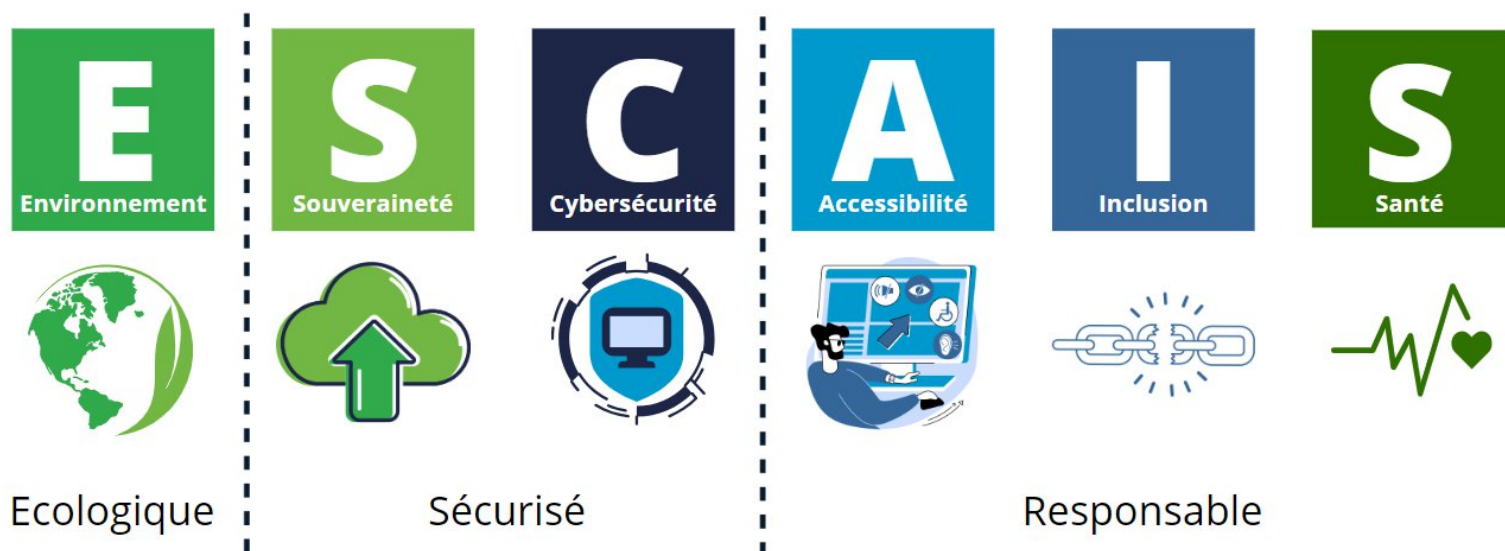 E
Environnement
S
Souveraineté
C
Cybersécurité
A
Accessibilité
I
Inclusion
S
Santé
Ecologique
Sécurisé
Responsable